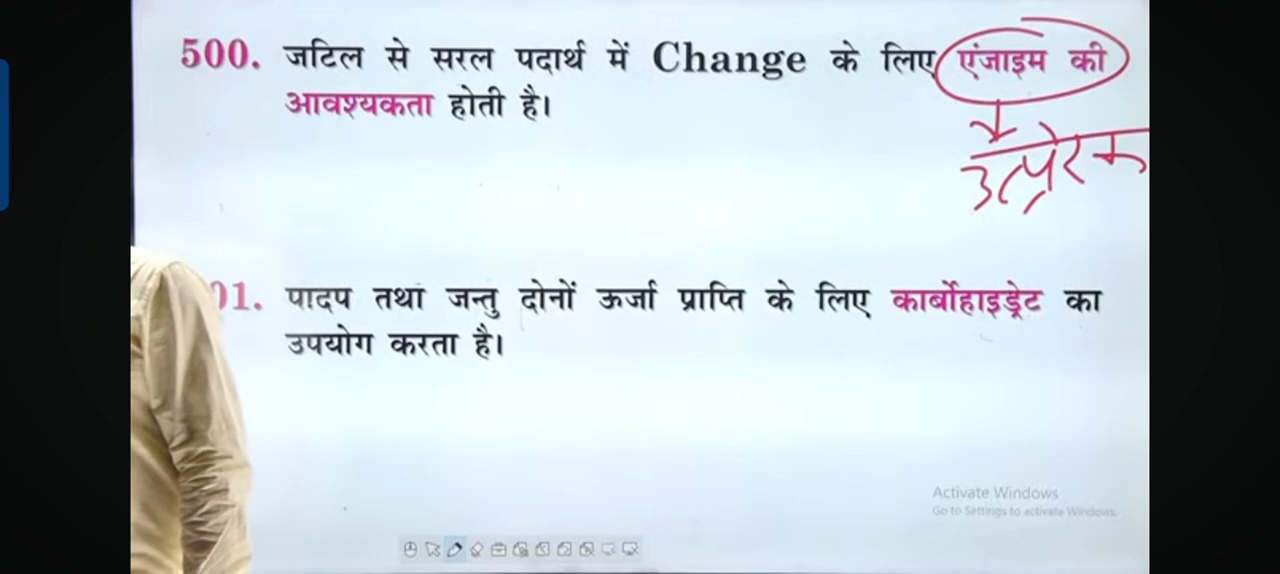 500. जटिल से सरल पदार्थ में Change के लिए एंजाइम की
आवश्यकता होती है।
उत्प्रेरक
01. पादप तथा जन्तु दोनों ऊर्जा प्राप्ति के लिए कार्बोहाइड्रेट का
उपयोग करता है।
Activate Windows
Go to Settings to activate Windows.